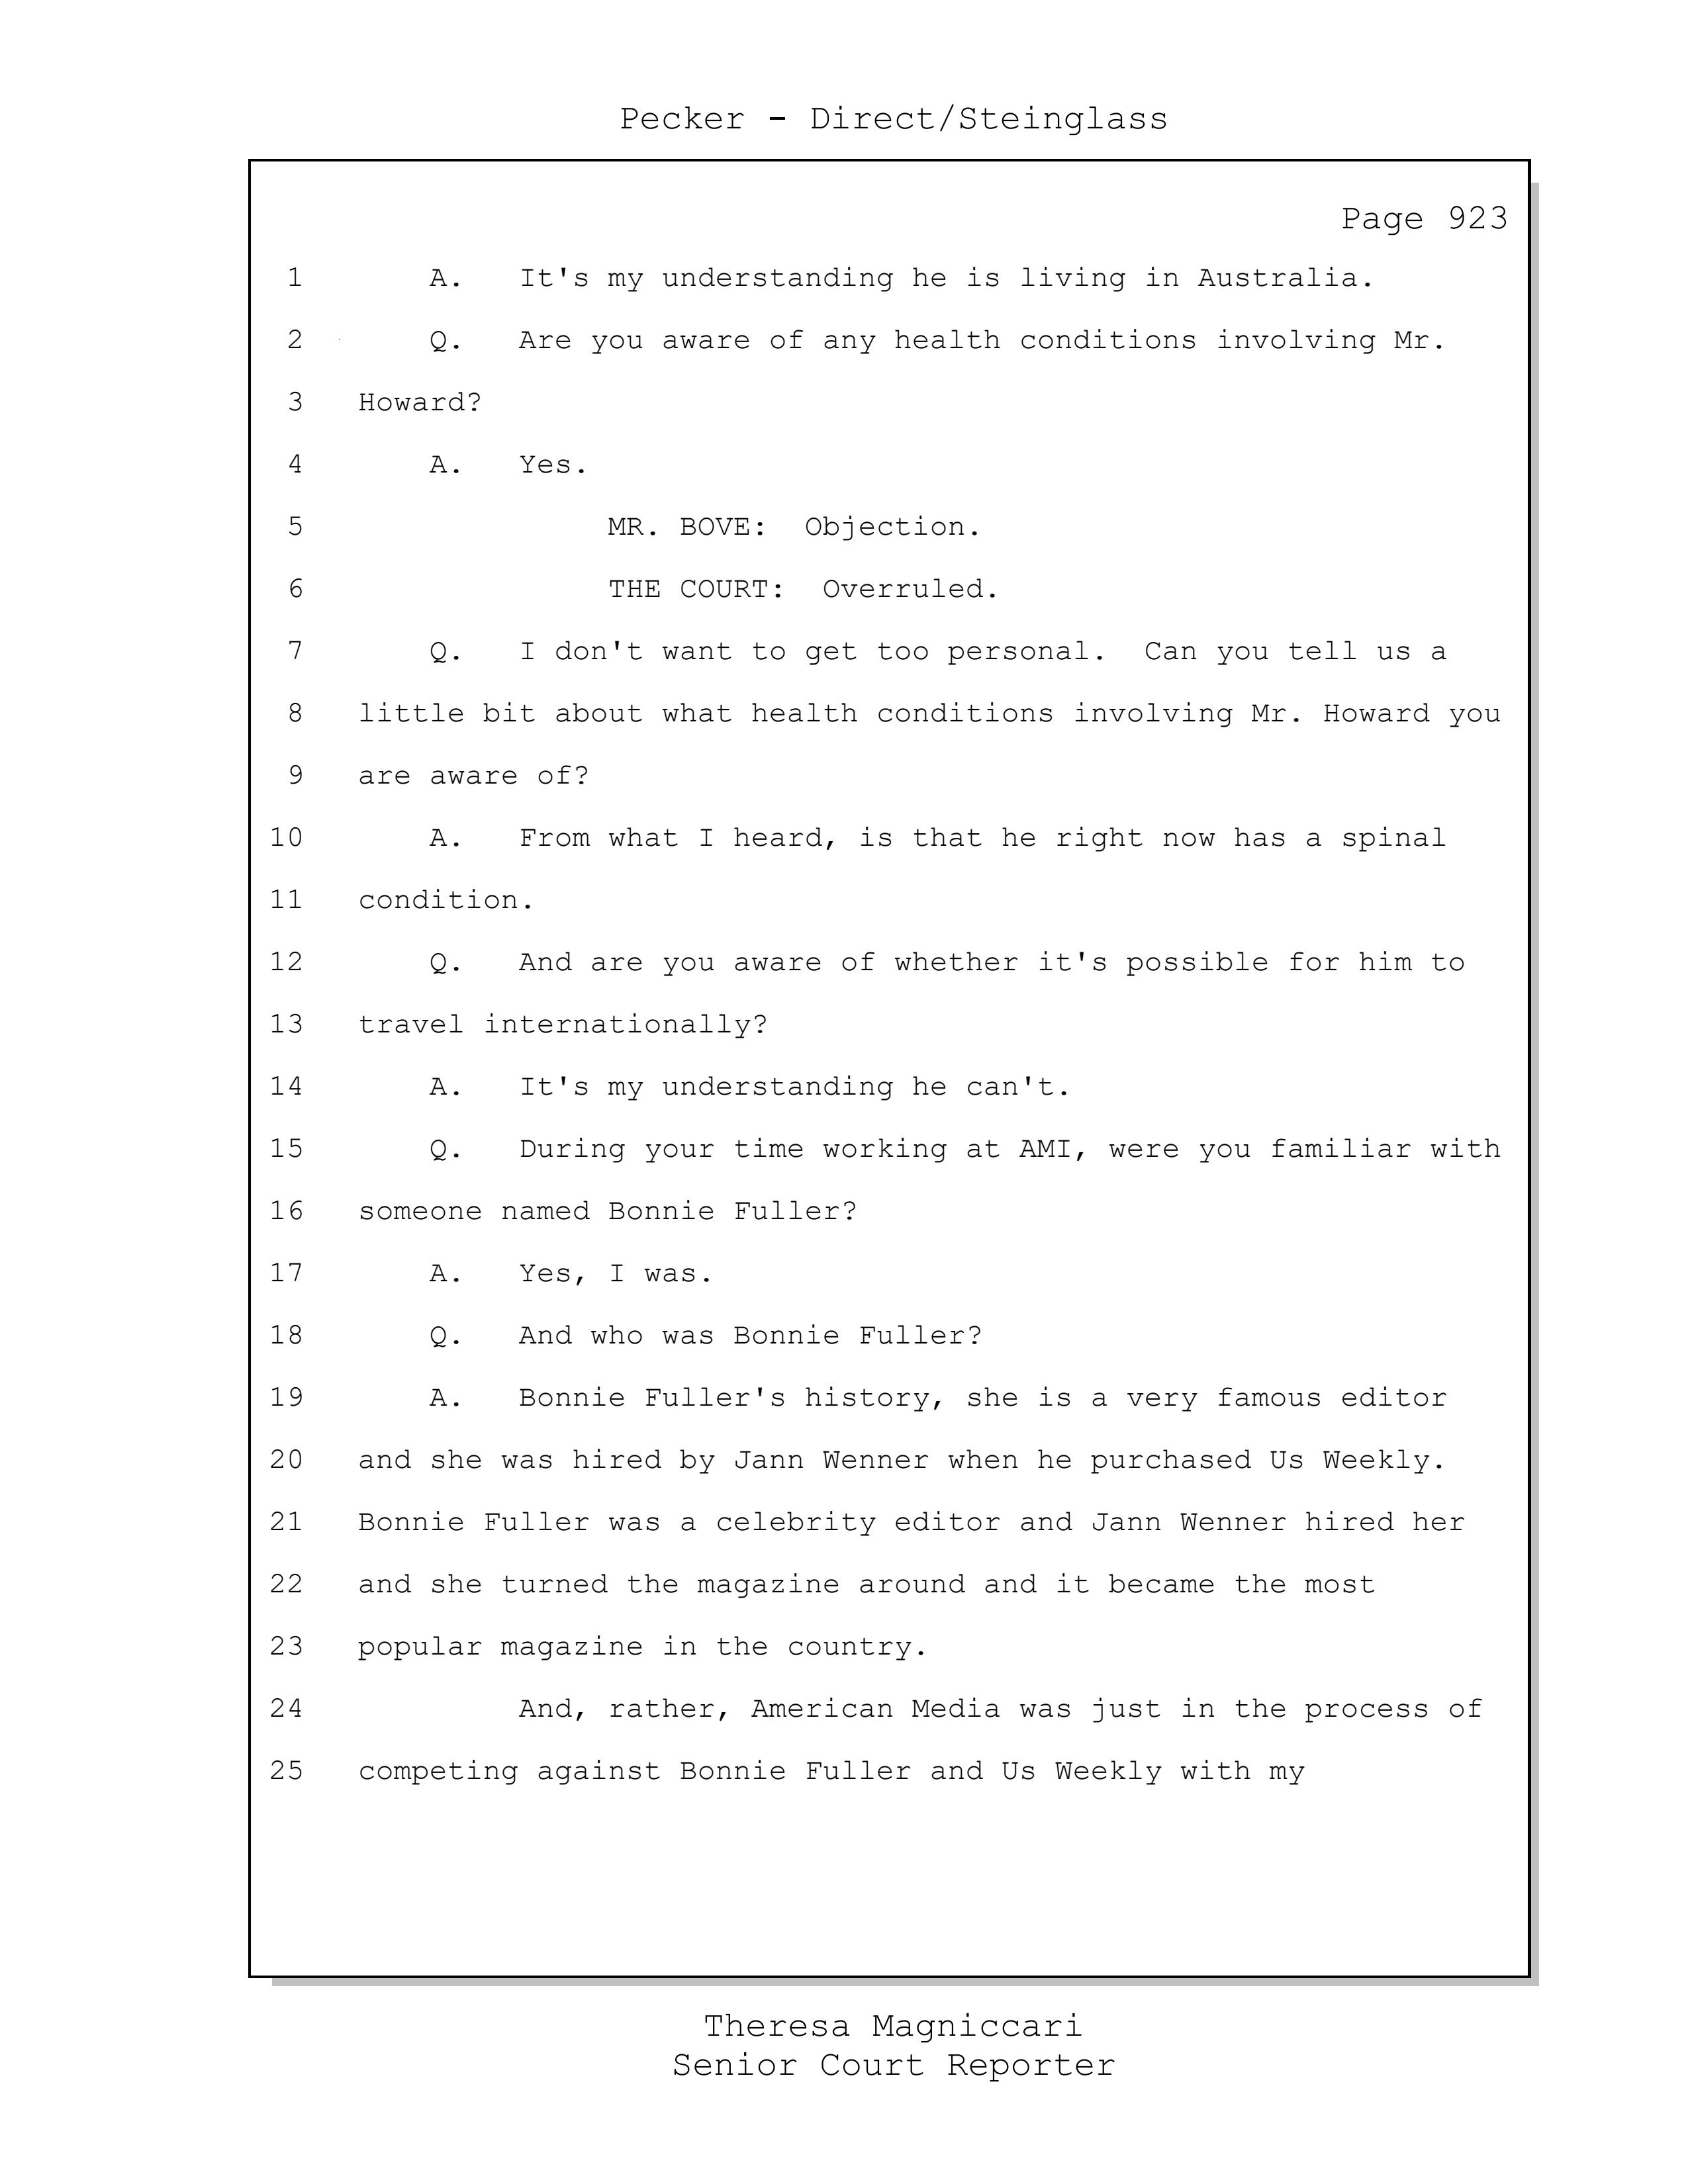 Pecker - Direct/Steinglass
Page 923
1 A. It's my understanding he is living in Australia.
2 Q. Are you aware of any health conditions involving Mr.
3 Howard?
4 A. Yes.
5 MR. BOVE: Objection.
6 THE COURT: Overruled.
7 Q. I don't want to get too personal. Can you tell us a
8 little bit about what health conditions involving Mr. Howard you
9 are aware of?
10 A. From what I heard, is that he right now has a spinal
11 condition.
12 Q. And are you aware of whether it's possible for him to
13 travel internationally?
14 A. It's my understanding he can't.
15 Q. During your time working at AMI, were you familiar with
16 someone named Bonnie Fuller?
17 A. Yes, I was.
18 Q. And who was Bonnie Fuller?
19 A. Bonnie Fuller's history, she is a very famous editor
20 and she was hired by Jann Wenner when he purchased Us Weekly.
21 Bonnie Fuller was a celebrity editor and Jann Wenner hired her
22 and she turned the magazine around and it became the most
23 popular magazine in the country.
24 And, rather, American Media was just in the process of
25 competing against Bonnie Fuller and Us Weekly with my
Theresa Magniccari
Senior Court Reporter